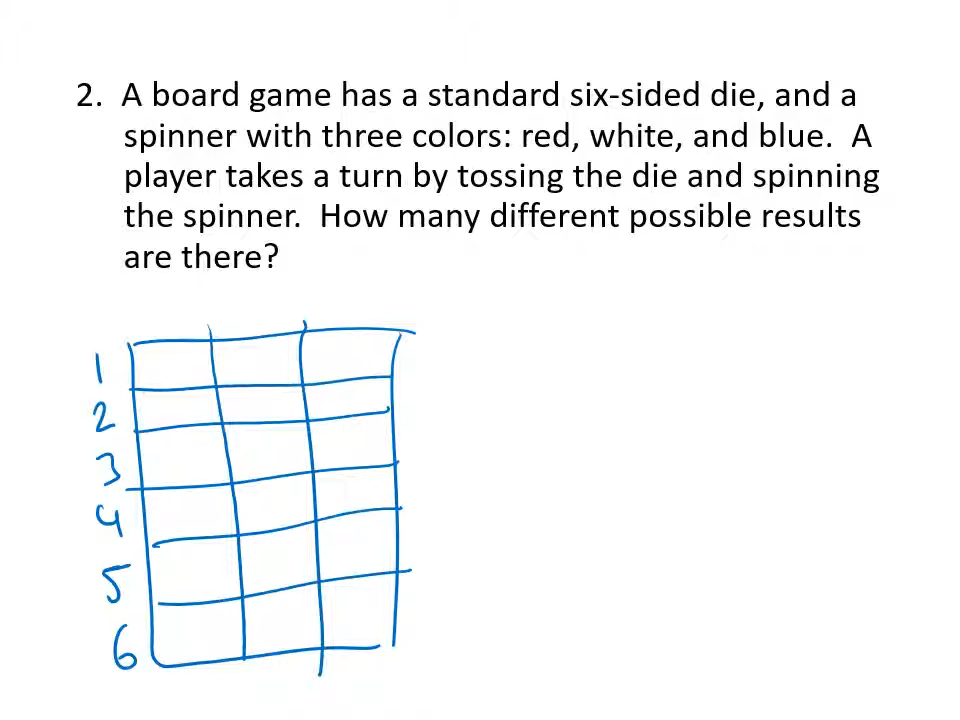 2. A board game has a standard six-sided die, and a
spinner with three colors: red, white, and blue. A
player takes a turn by tossing the die and spinning
the spinner. How many different possible results
are there?
1
2
3
4
5
6